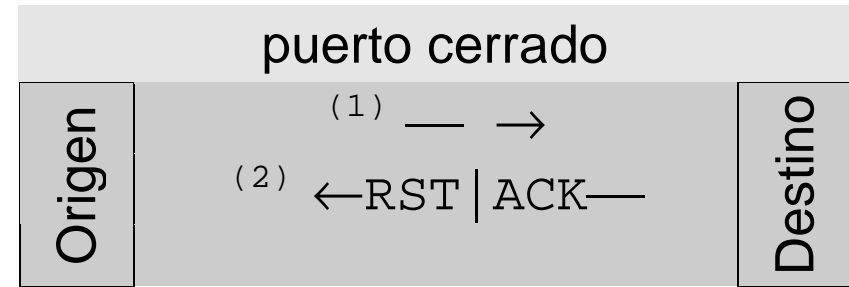 puerto cerrado
Origen
(1) — →
(2) ←RST|ACK—
Destino